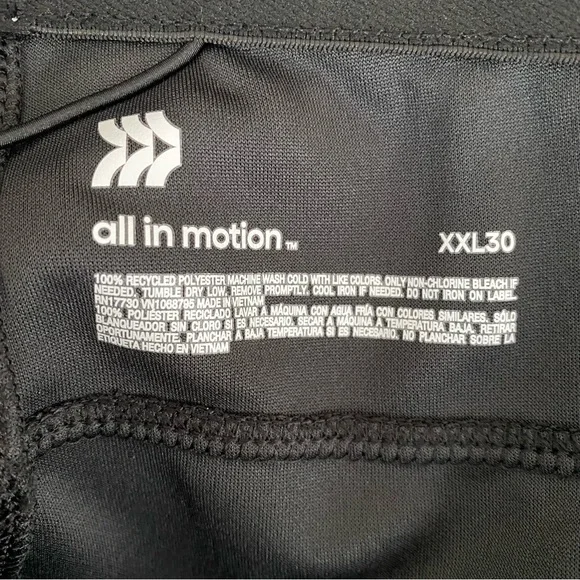 all in motion™
XXL30
100% RECYCLED POLYESTER MACHINE WASH COLD WITH LIKE COLORS. ONLY NON-CHLORINE BLEACH IF
NEEDED. TUMBLE DRY LOW, REMOVE PROMPTLY. COOL IRON IF NEEDED. DO NOT IRON ON LABEL.
RN17730 VN1088795 MADE IN VIETNAM
100% POLIÉSTER RECICLADO LAVAR A MÁQUINA CON AGUA FRÍA CON COLORES SIMILARES. SÓLO
BLANQUEADOR SIN CLORO SI ES NECESARIO. SECAR A MÁQUINA A TEMPERATURA BAJA. RETIRAR
OPORTUNAMENTE. PLANCHAR A BAJA TEMPERATURA SI ES NECESARIO. NO PLANCHAR SOBRE LA
ETIQUETA HECHO EN VIETNAM